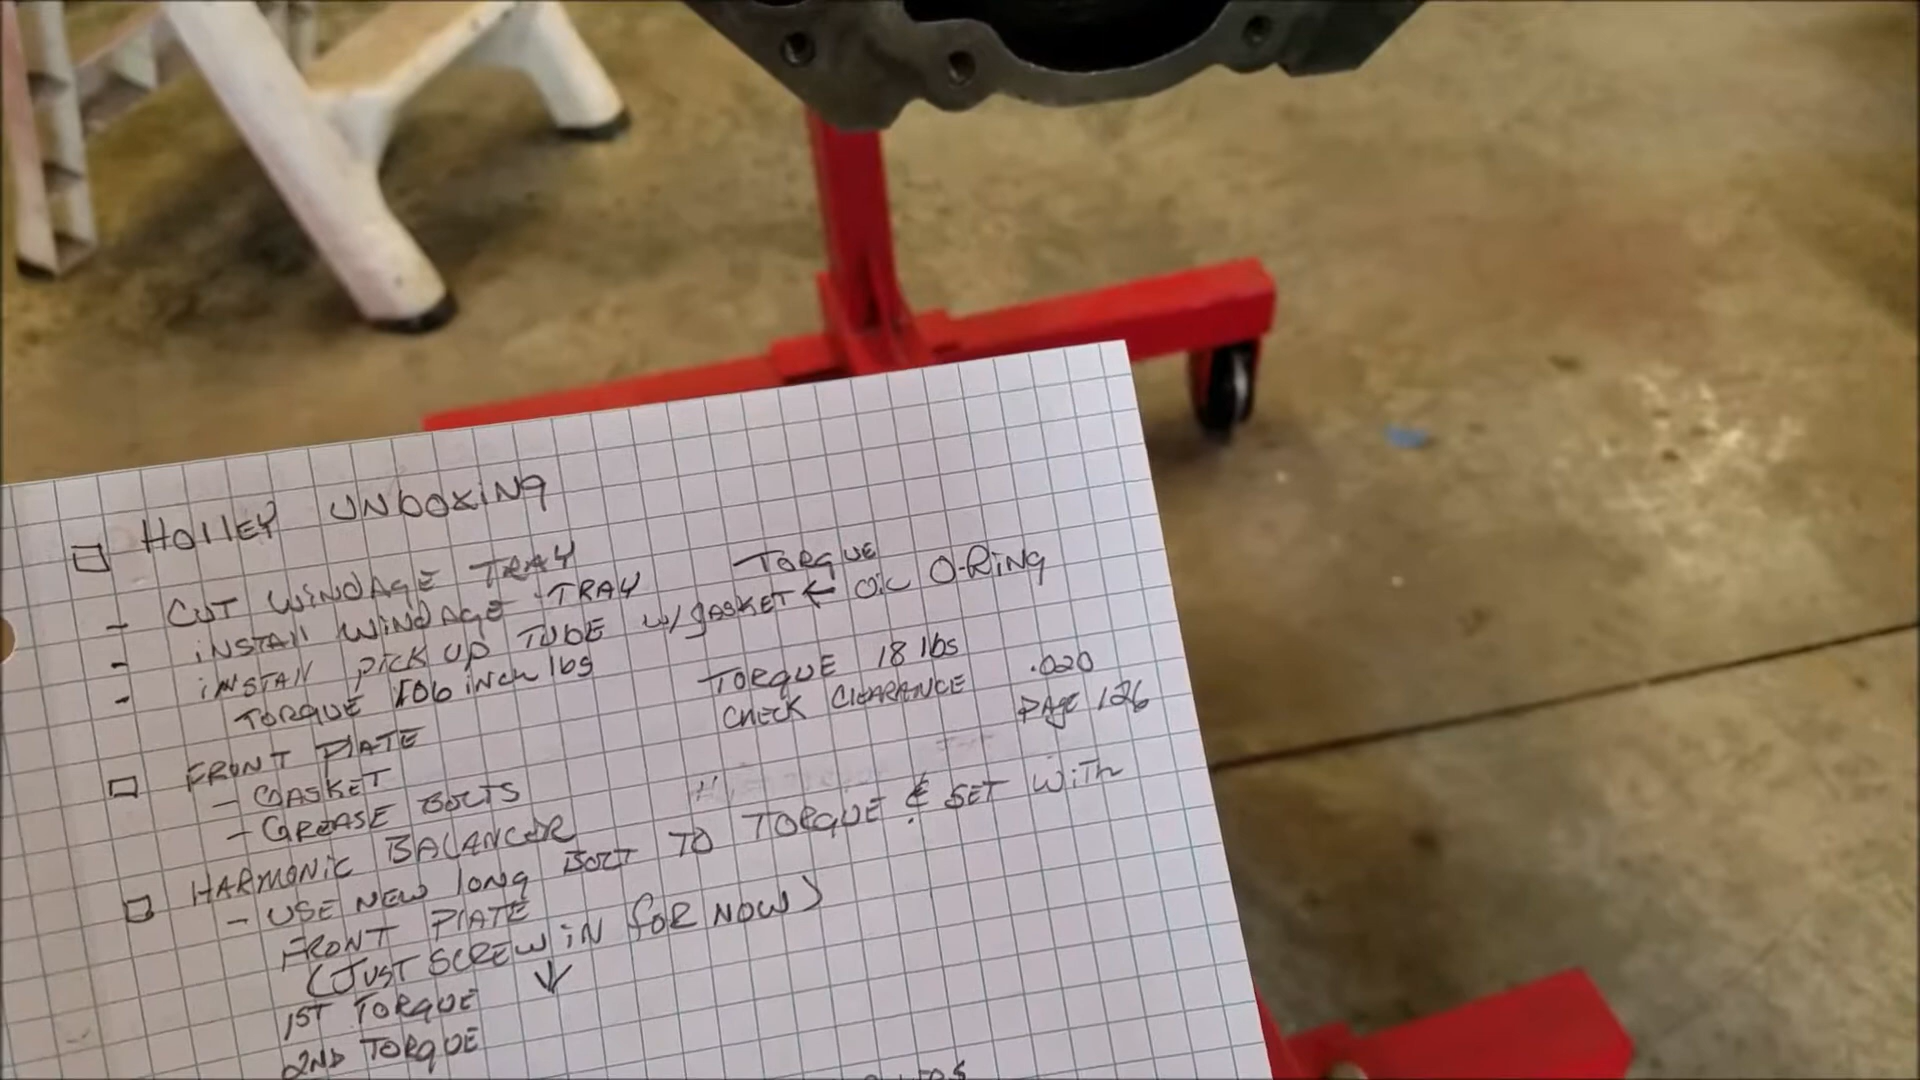 HOllEY UNboXiNg
- CUT WiNDAGE TRAY TORQUE
- iNSTAll WiNDAGE TRAY
- iNSTAll PiCK UP TUBE w/ gASKET ← OiL O-RiNg
TORQUE 106 inch lbs TORQUE 18 lbs
CHECK CLEARANCE .020
PAgE 126
FRONT PlATE
- GASKET
- GREASE BOLTS
HARMONiC BALANCER
- USE NEW lONg BOLT TO TORQUE & SET WiTh
FRONT PlATE
(JUST SCREW iN foR NOW)
1ST TORQUE ↓
2ND TORQUE